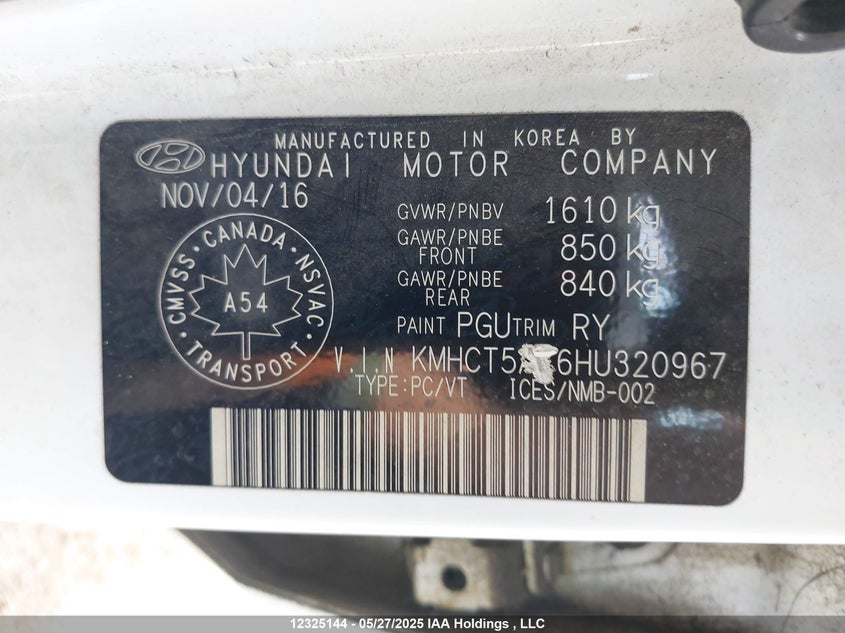 MANUFACTURED IN KOREA BY
HYUNDAI MOTOR COMPANY
NOV/04/16
GVWR/PNBV 1610 kg
GAWR/PNBE FRONT 850 kg
GAWR/PNBE REAR 840 kg
CMVSS · CANADA · NSVAC
A54
TRANSPORT
PAINT PGU TRIM RY
V.I.N
TYPE:PC/VT ICES/NMB-002
12325144 - 05/27/2025 IAA Holdings , LLC